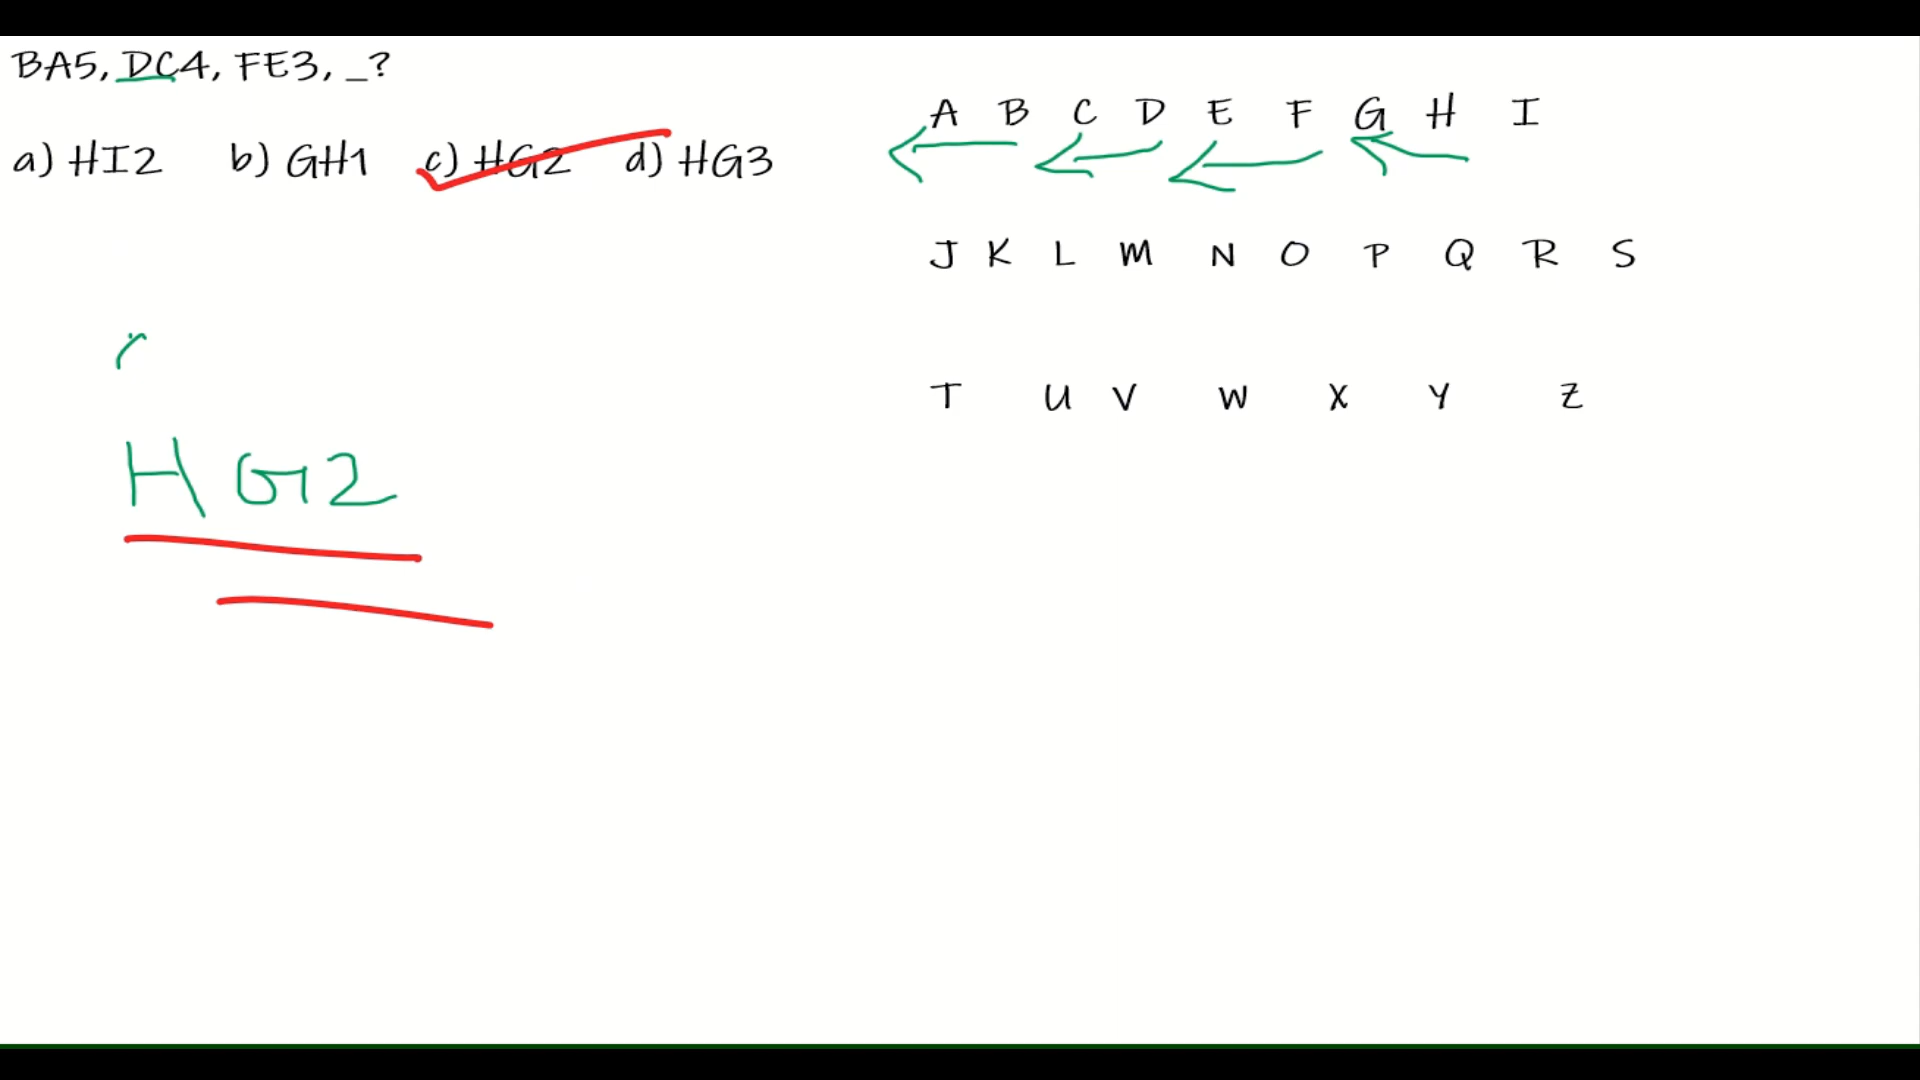 BA5, DC4, FE3, _?
a) HI2 b) GH1 c) HG2 d) HG3
A B C D E F G H I
J K L M N O P Q R S
T U V W X Y Z
HG2